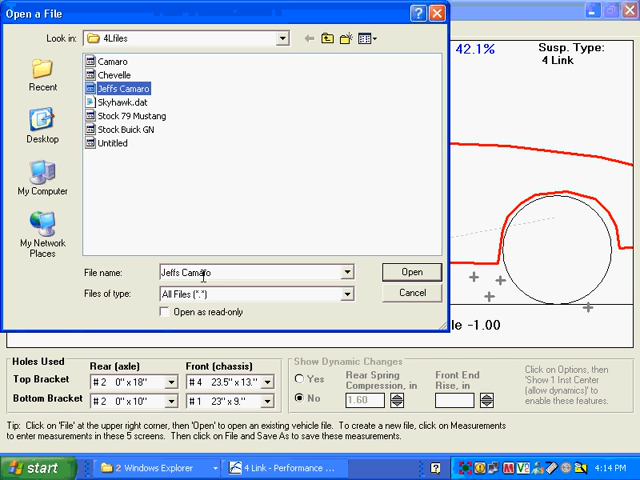 Open a File
Look in: 4Lfiles
Recent
Desktop
My Computer
My Network
Places
Camaro
Chevelle
Jeffs Camaro
Skyhawk.dat
Stock 79 Mustang
Stock Buick GN
Untitled
File name: Jeffs Camaro Open
Files of type: All Files (*.*) Cancel
Open as read-only
42.1% Susp. Type:
4 Link
le -1.00
Holes Used Rear (axle) Front (chassis)
Top Bracket # 2 0" x 18" # 4 23.5" x 13."
Bottom Bracket # 2 0" x 10" # 1 23" x 9."
Show Dynamic Changes
Yes
No
Rear Spring
Compression, in
1.60
Front End
Rise, in
Click on Options, then
'Show 1 Inst Center
(allow dynamics)' to
enable these features.
Tip: Click on 'File' at the upper right corner, then 'Open' to open an existing vehicle file. To create a new file, click on Measurements
to enter measurements in these 5 screens. Then click on File and Save As to save these measurements.
start 2 Windows Explorer 4 Link - Performance ... 4:14 PM